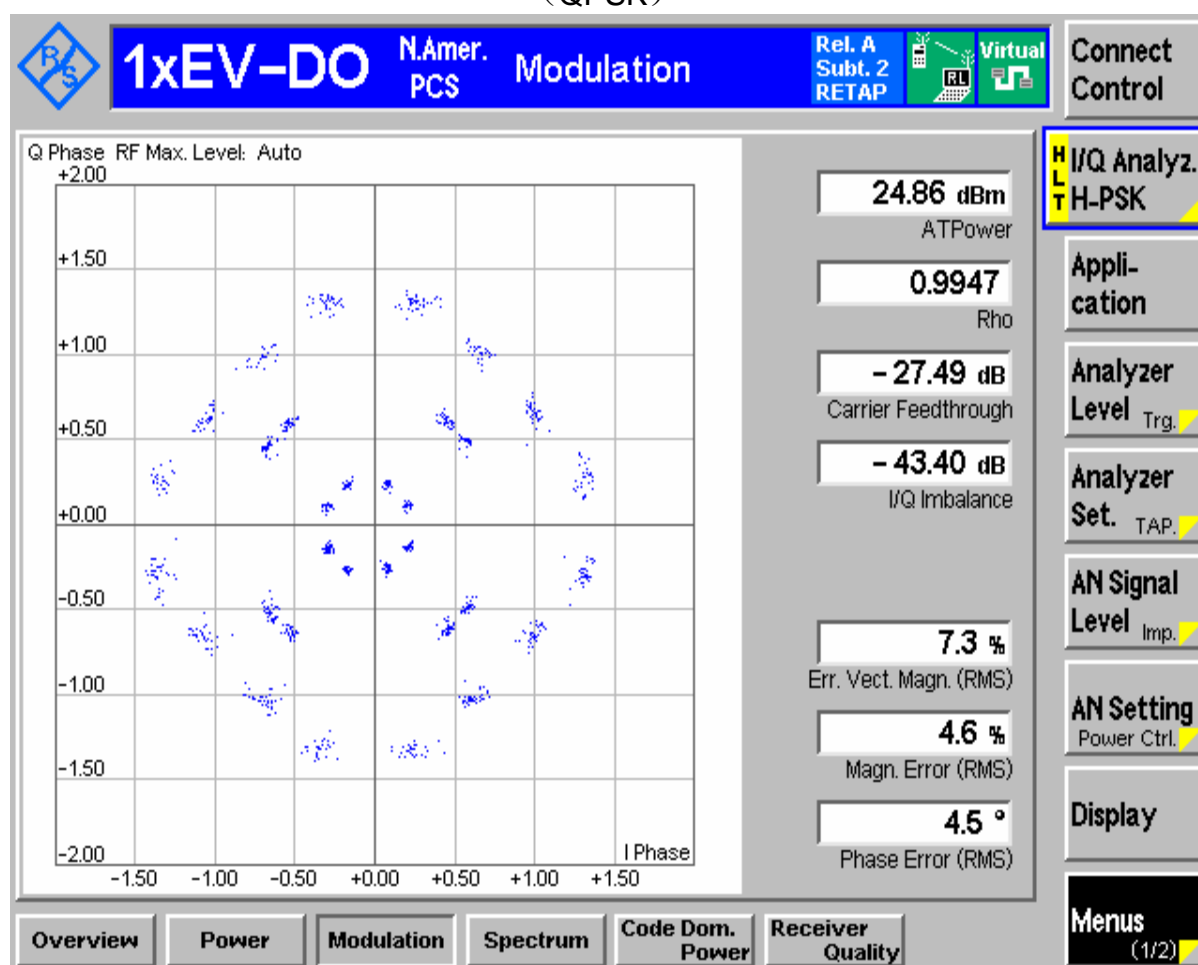 （QPSK）
R&S
1xEV-DO
N.Amer.
PCS
Modulation
Rel. A
Subt. 2
RETAP
RL
Virtual
Connect
Control
Q Phase RF Max. Level: Auto
+2.00
+1.50
+1.00
+0.50
+0.00
-0.50
-1.00
-1.50
-2.00
I Phase
-1.50 -1.00 -0.50 +0.00 +0.50 +1.00 +1.50
24.86 dBm
ATPower
0.9947
Rho
- 27.49 dB
Carrier Feedthrough
- 43.40 dB
I/Q Imbalance
7.3 %
Err. Vect. Magn. (RMS)
4.6 %
Magn. Error (RMS)
4.5 °
Phase Error (RMS)
HLT
I/Q Analyz.
H-PSK
Appli-
cation
Analyzer
Level Trg.
Analyzer
Set. TAP.
AN Signal
Level Imp.
AN Setting
Power Ctrl.
Display
Menus
(1/2)
Overview
Power
Modulation
Spectrum
Code Dom.
Power
Receiver
Quality